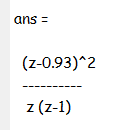 ans =
(z-0.93)^2
----------
z (z-1)